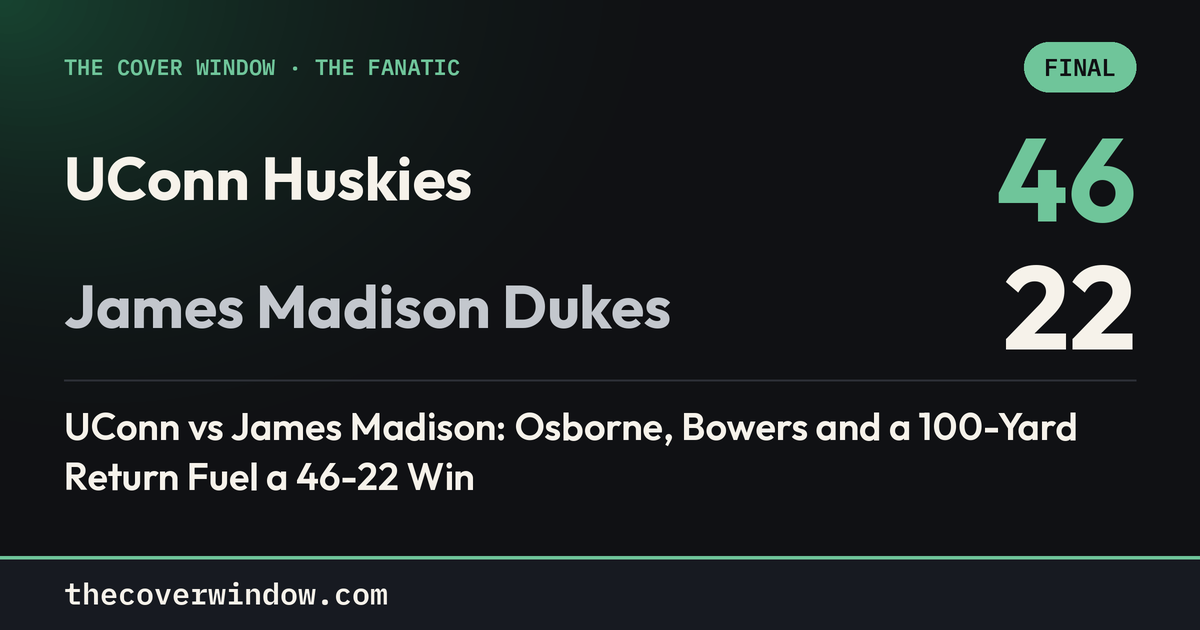 THE COVER WINDOW · THE FANATIC
FINAL
UConn Huskies
46
James Madison Dukes
22
UConn vs James Madison: Osborne, Bowers and a 100-Yard
Return Fuel a 46-22 Win
thecoverwindow.com